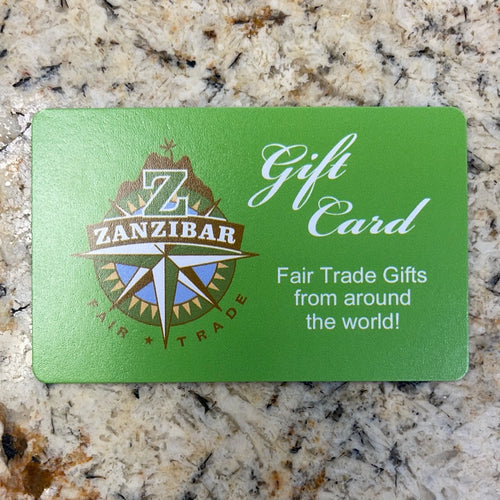 Z
ZANZIBAR
FAIR ★ TRADE
Gift
Card
Fair Trade Gifts
from around
the world!